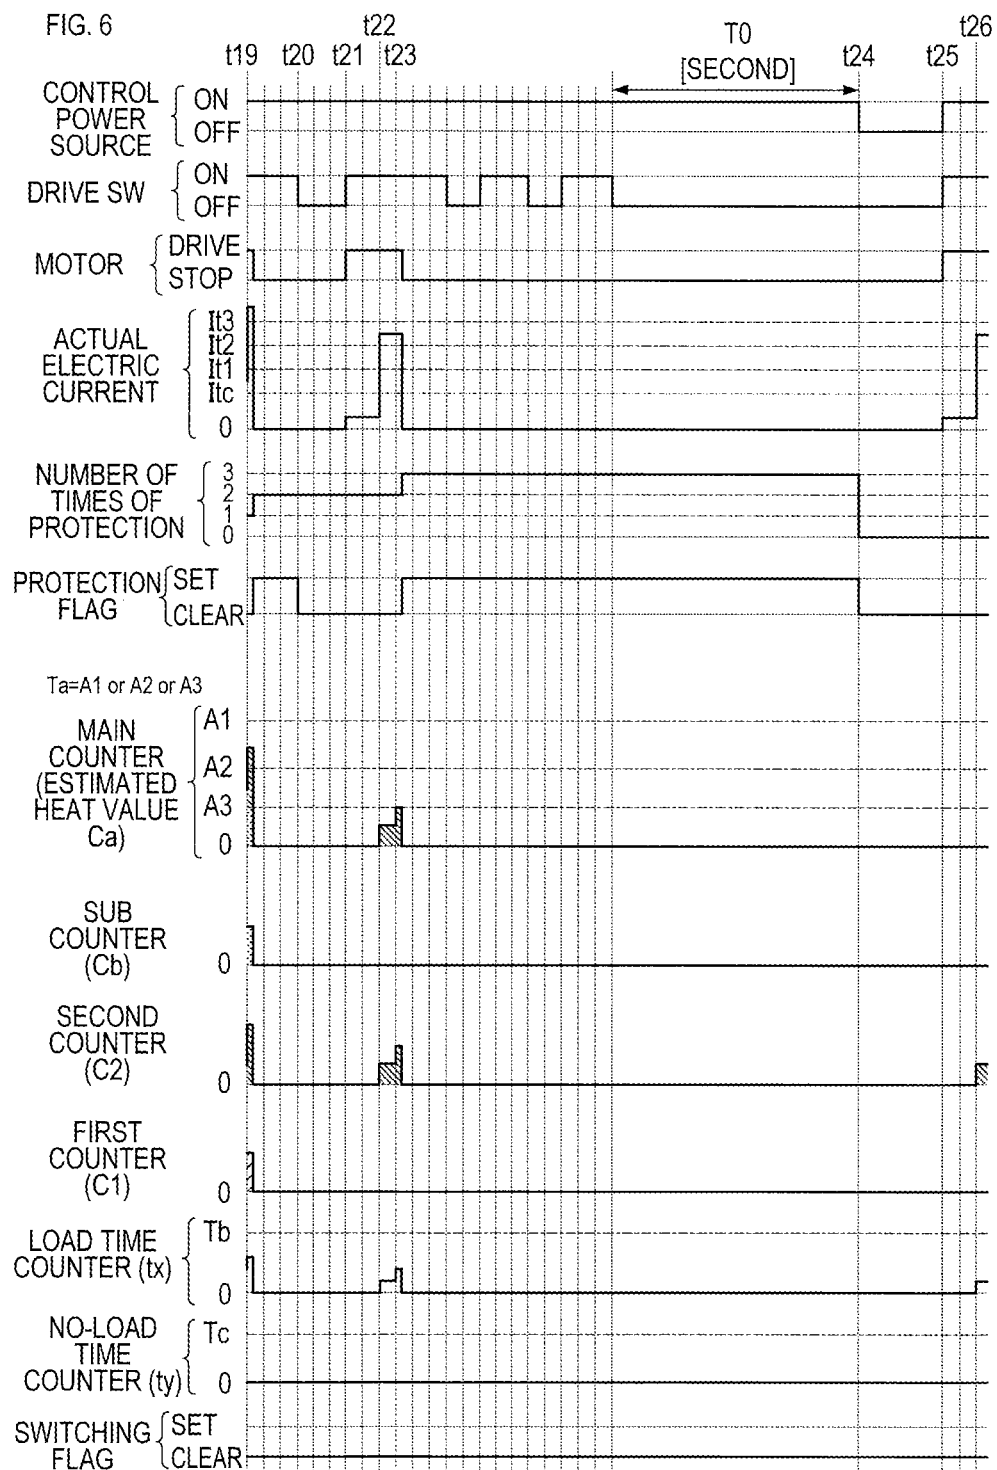 FIG. 6
t22
t26
t19
t20
t21
t23
T0
[SECOND]
t24
t25
CONTROL
POWER
SOURCE
ON
OFF
DRIVE SW
ON
OFF
MOTOR
DRIVE
STOP
ACTUAL
ELECTRIC
CURRENT
It3
It2
It1
Itc
0
NUMBER OF
TIMES OF
PROTECTION
3
2
1
0
PROTECTION
FLAG
SET
CLEAR
Ta=A1 or A2 or A3
MAIN
COUNTER
(ESTIMATED
HEAT VALUE
Ca)
A1
A2
A3
0
SUB
COUNTER
(Cb)
0
SECOND
COUNTER
(C2)
0
FIRST
COUNTER
(C1)
0
LOAD TIME
COUNTER (tx)
Tb
0
NO-LOAD
TIME
COUNTER (ty)
Tc
0
SWITCHING
FLAG
SET
CLEAR